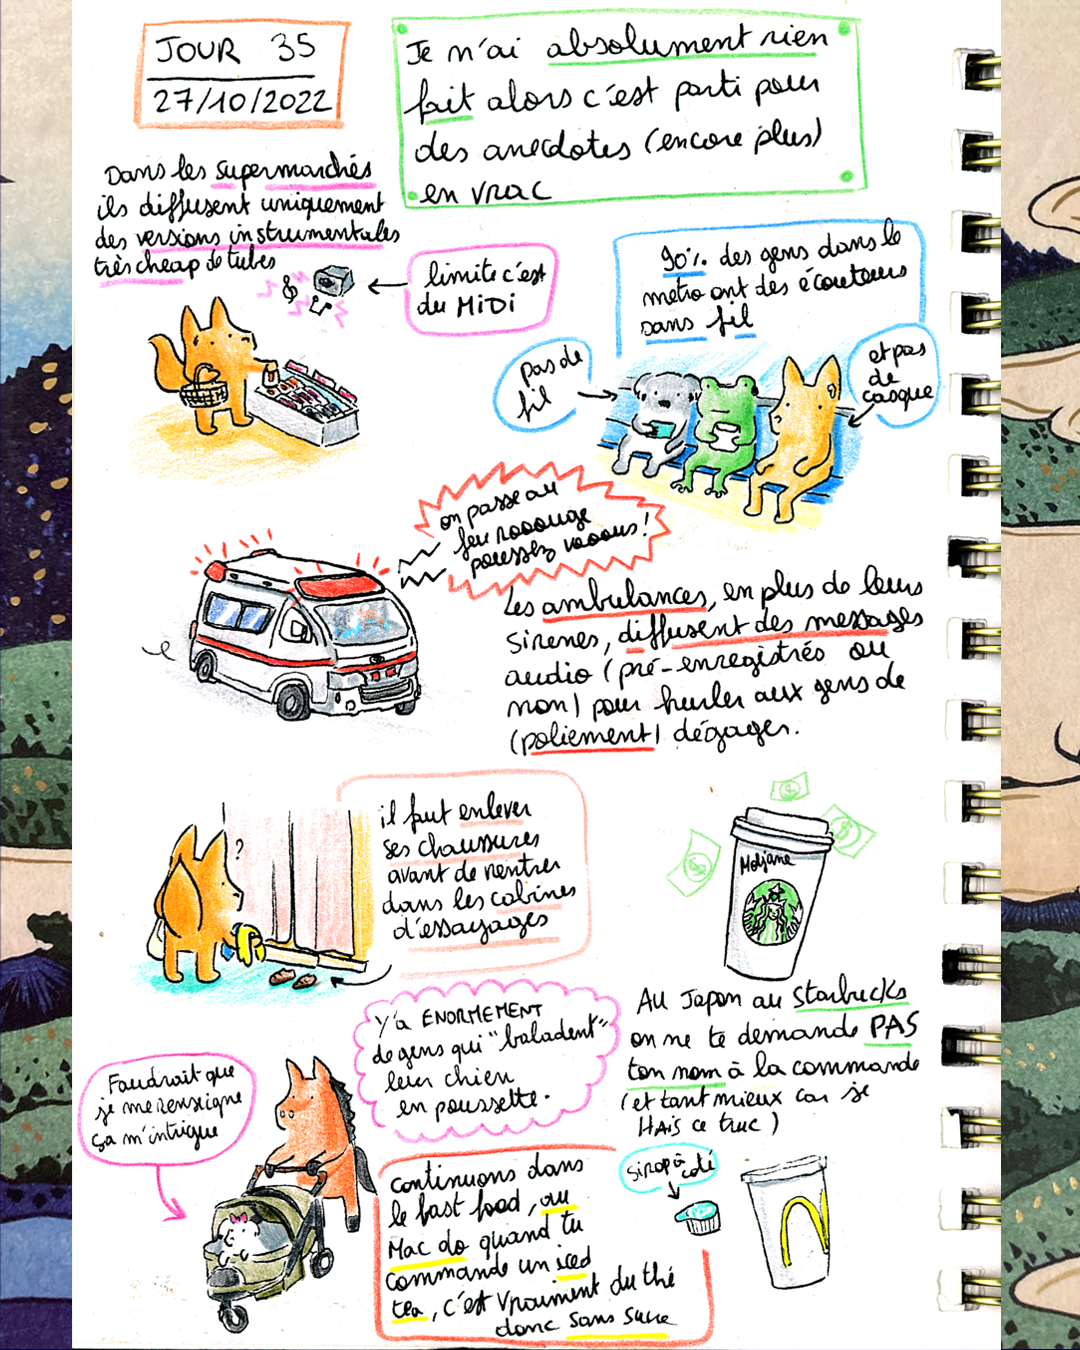 JOUR 35
27/10/2022
Je n'ai absolument rien
fait alors c'est parti pour
des anecdotes (encore plus)
en vrac
Dans les supermarchés
ils diffusent uniquement
des versions instrumentales
très cheap de tubes
limite c'est
du MiDi
90% des gens dans le
metro ont des écouteurs
sans fil
pas de
fil
et pas
de
casque
on passe au
feu rooouge
poussez vooous!
Les ambulances, en plus de leurs
sirenes, diffusent des messages
audio (pré-enregistrés ou
non) pour hurler aux gens de
(poliement) dégager.
?
il faut enlever
ses chaussures
avant de rentrer
dans les cabines
d'essayages
Motjane
Au Japon au Starbucks
on ne te demande PAS
ton nom à la commande
(et tant mieux car je
HAiS ce truc)
Y'a ENORMEMENT
de gens qui "baladent"
leur chien
en poussette.
Faudrait que
je me renseigne
ça m'intrigue
continuons dans
le fast food, au
Mac do quand tu
commande un iced
tea, c'est vraiment du thé
donc sans sucre
sirop à
coté